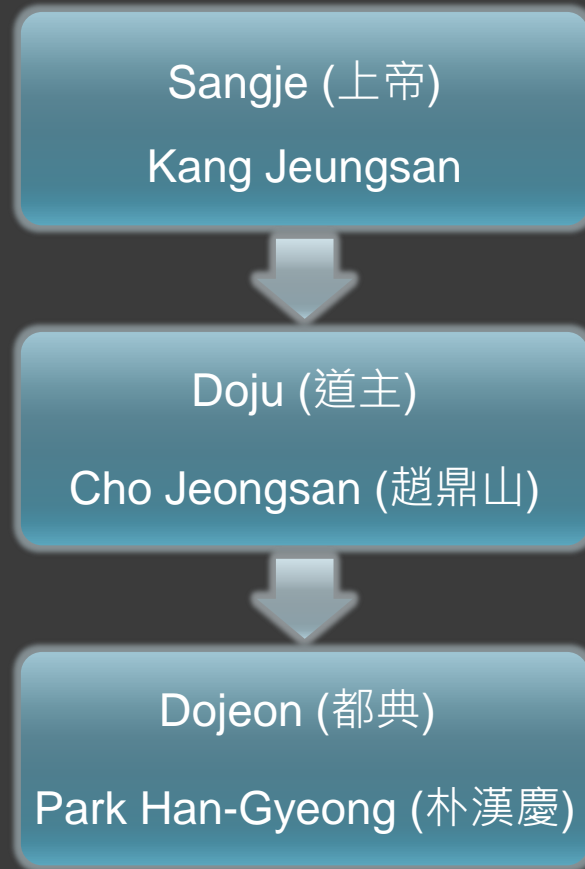 Sangje (上帝)
Kang Jeungsan
Doju (道主)
Cho Jeongsan (趙鼎山)
Dojeon (都典)
Park Han-Gyeong (朴漢慶)